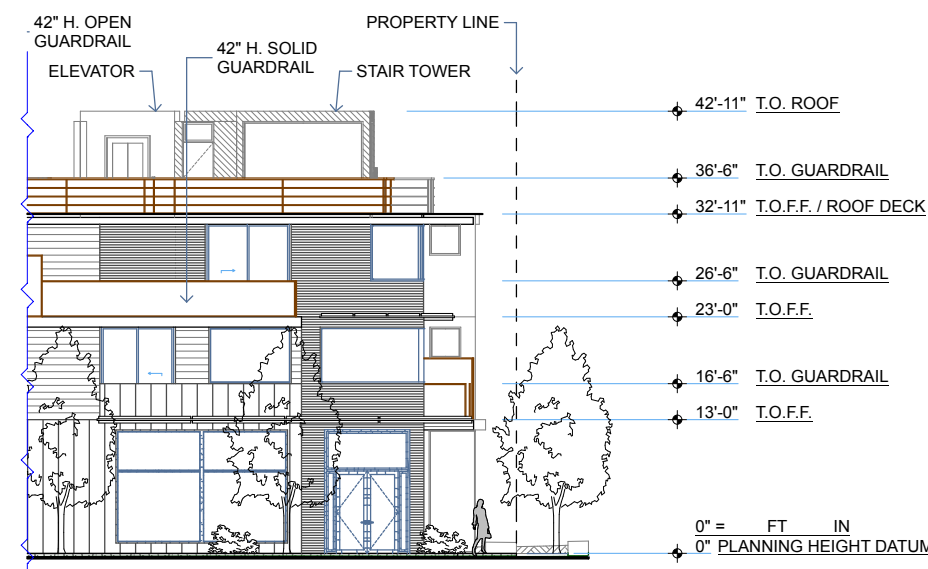 42" H. OPEN
GUARDRAIL
PROPERTY LINE
42" H. SOLID
GUARDRAIL
ELEVATOR
STAIR TOWER
42'-11" T.O. ROOF
36'-6" T.O. GUARDRAIL
32'-11" T.O.F.F. / ROOF DECK
26'-6" T.O. GUARDRAIL
23'-0" T.O.F.F.
16'-6" T.O. GUARDRAIL
13'-0" T.O.F.F.
0" = FT IN
0" PLANNING HEIGHT DATUM